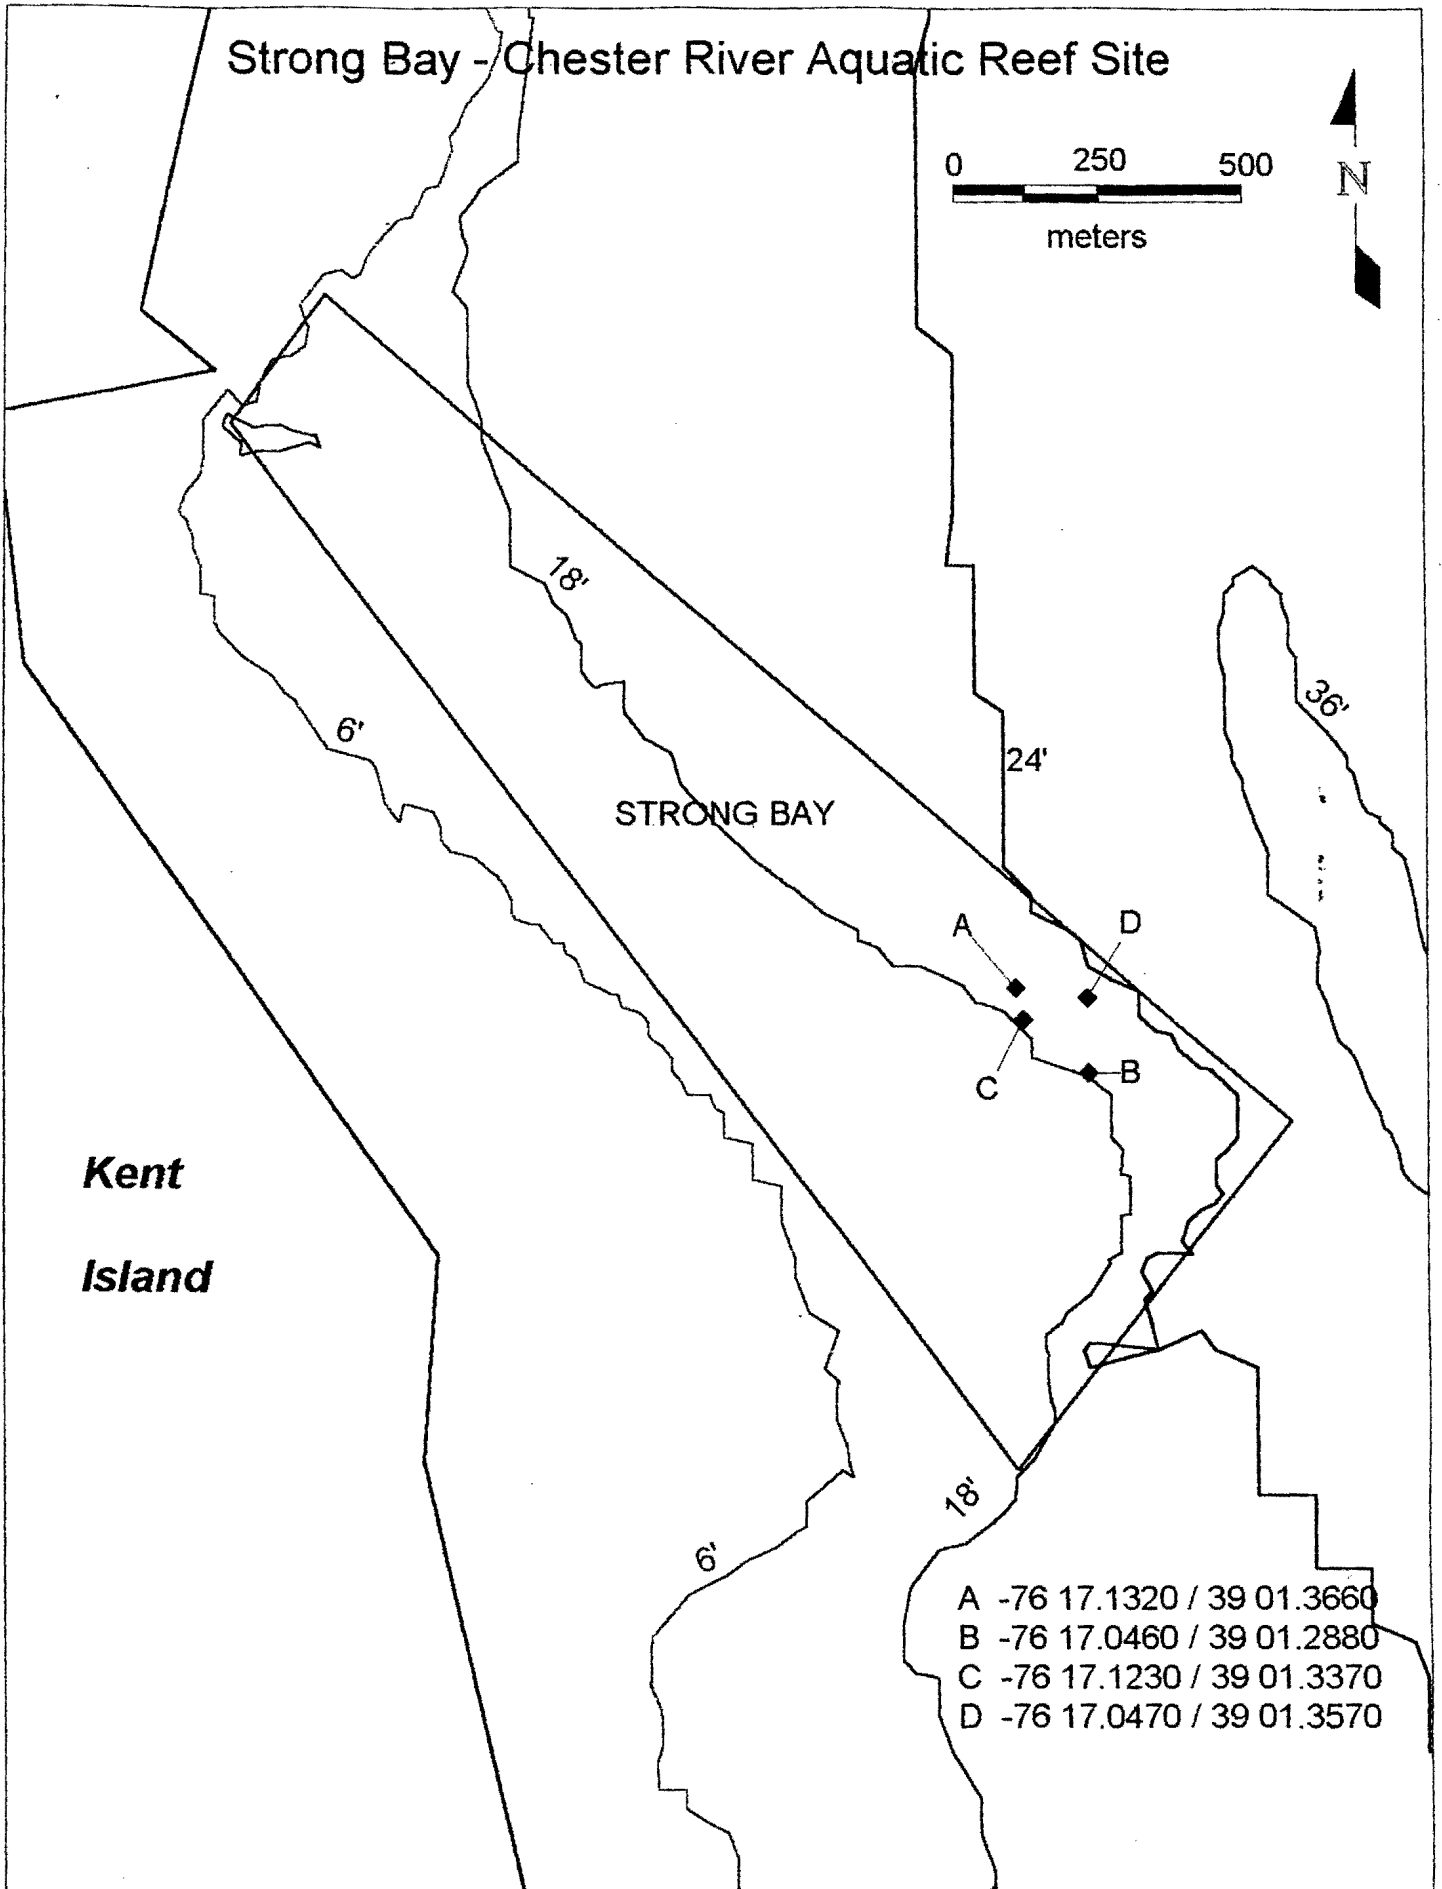 Strong Bay - Chester River Aquatic Reef Site
0 250 500
meters
N
18'
36'
6'
24'
STRONG BAY
A
D
C
B
Kent
Island
18'
6'
A -76 17.1320 / 39 01.3660
B -76 17.0460 / 39 01.2880
C -76 17.1230 / 39 01.3370
D -76 17.0470 / 39 01.3570